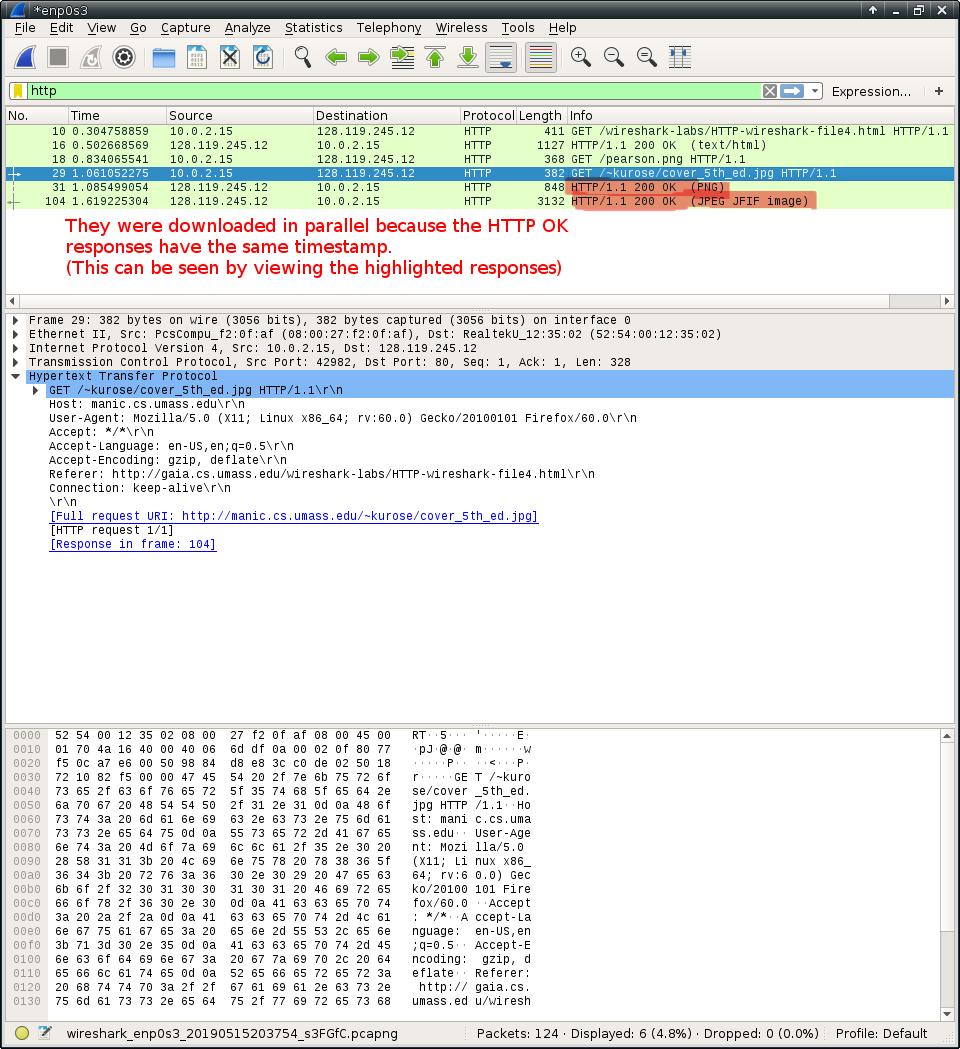 *enp0s3
File Edit View Go Capture Analyze Statistics Telephony Wireless Tools Help
http Expression... +
No. Time Source Destination Protocol Length Info
10 0.304758859 10.0.2.15 128.119.245.12 HTTP 411 GET /wireshark-labs/HTTP-wireshark-file4.html HTTP/1.1
16 0.502668569 128.119.245.12 10.0.2.15 HTTP 1127 HTTP/1.1 200 OK (text/html)
18 0.834065541 10.0.2.15 128.119.245.12 HTTP 368 GET /pearson.png HTTP/1.1
29 1.061052275 10.0.2.15 128.119.245.12 HTTP 382 GET /~kurose/cover_5th_ed.jpg HTTP/1.1
31 1.085499054 128.119.245.12 10.0.2.15 HTTP 848 HTTP/1.1 200 OK (PNG)
104 1.619225304 128.119.245.12 10.0.2.15 HTTP 3132 HTTP/1.1 200 OK (JPEG JFIF image)
They were downloaded in parallel because the HTTP OK
responses have the same timestamp.
(This can be seen by viewing the highlighted responses)
Frame 29: 382 bytes on wire (3056 bits), 382 bytes captured (3056 bits) on interface 0
Ethernet II, Src: PcsCompu_f2:0f:af (08:00:27:f2:0f:af), Dst: RealtekU_12:35:02 (52:54:00:12:35:02)
Internet Protocol Version 4, Src: 10.0.2.15, Dst: 128.119.245.12
Transmission Control Protocol, Src Port: 42982, Dst Port: 80, Seq: 1, Ack: 1, Len: 328
Hypertext Transfer Protocol
GET /~kurose/cover_5th_ed.jpg HTTP/1.1\r\n
Host: manic.cs.umass.edu\r\n
User-Agent: Mozilla/5.0 (X11; Linux x86_64; rv:60.0) Gecko/20100101 Firefox/60.0\r\n
Accept: */*\r\n
Accept-Language: en-US,en;q=0.5\r\n
Accept-Encoding: gzip, deflate\r\n
Referer: http://gaia.cs.umass.edu/wireshark-labs/HTTP-wireshark-file4.html\r\n
Connection: keep-alive\r\n
\r\n
[Full request URI: http://manic.cs.umass.edu/~kurose/cover_5th_ed.jpg]
[HTTP request 1/1]
[Response in frame: 104]
0000 52 54 00 12 35 02 08 00 27 f2 0f af 08 00 45 00 RT··5··· '·····E·
0010 01 70 4a 16 40 00 40 06 6d df 0a 00 02 0f 80 77 ·pJ·@·@· m······w
0020 f5 0c a7 e6 00 50 98 84 d8 e8 3c c0 de 02 50 18 ·····P·· ··<···P·
0030 72 10 82 f5 00 00 47 45 54 20 2f 7e 6b 75 72 6f r·····GE T /~kuro
0040 73 65 2f 63 6f 76 65 72 5f 35 74 68 5f 65 64 2e se/cover _5th_ed.
0050 6a 70 67 20 48 54 54 50 2f 31 2e 31 0d 0a 48 6f jpg HTTP /1.1··Ho
0060 73 74 3a 20 6d 61 6e 69 63 2e 63 73 2e 75 6d 61 st: mani c.cs.uma
0070 73 73 2e 65 64 75 0d 0a 55 73 65 72 2d 41 67 65 ss.edu·· User-Age
0080 6e 74 3a 20 4d 6f 7a 69 6c 6c 61 2f 35 2e 30 20 nt: Mozi lla/5.0
0090 28 58 31 31 3b 20 4c 69 6e 75 78 20 78 38 36 5f (X11; Li nux x86_
00a0 36 34 3b 20 72 76 3a 36 30 2e 30 29 20 47 65 63 64; rv:6 0.0) Gec
00b0 6b 6f 2f 32 30 31 30 30 31 30 31 20 46 69 72 65 ko/20100 101 Fire
00c0 66 6f 78 2f 36 30 2e 30 0d 0a 41 63 63 65 70 74 fox/60.0 ··Accept
00d0 3a 20 2a 2f 2a 0d 0a 41 63 63 65 70 74 2d 4c 61 : */*··A ccept-La
00e0 6e 67 75 61 67 65 3a 20 65 6e 2d 55 53 2c 65 6e nguage: en-US,en
00f0 3b 71 3d 30 2e 35 0d 0a 41 63 63 65 70 74 2d 45 ;q=0.5·· Accept-E
0100 6e 63 6f 64 69 6e 67 3a 20 67 7a 69 70 2c 20 64 ncoding: gzip, d
0110 65 66 6c 61 74 65 0d 0a 52 65 66 65 72 65 72 3a eflate·· Referer:
0120 20 68 74 74 70 3a 2f 2f 67 61 69 61 2e 63 73 2e http:// gaia.cs.
0130 75 6d 61 73 73 2e 65 64 75 2f 77 69 72 65 73 68 umass.ed u/wiresh
wireshark_enp0s3_20190515203754_s3FGfC.pcapng Packets: 124 · Displayed: 6 (4.8%) · Dropped: 0 (0.0%) Profile: Default